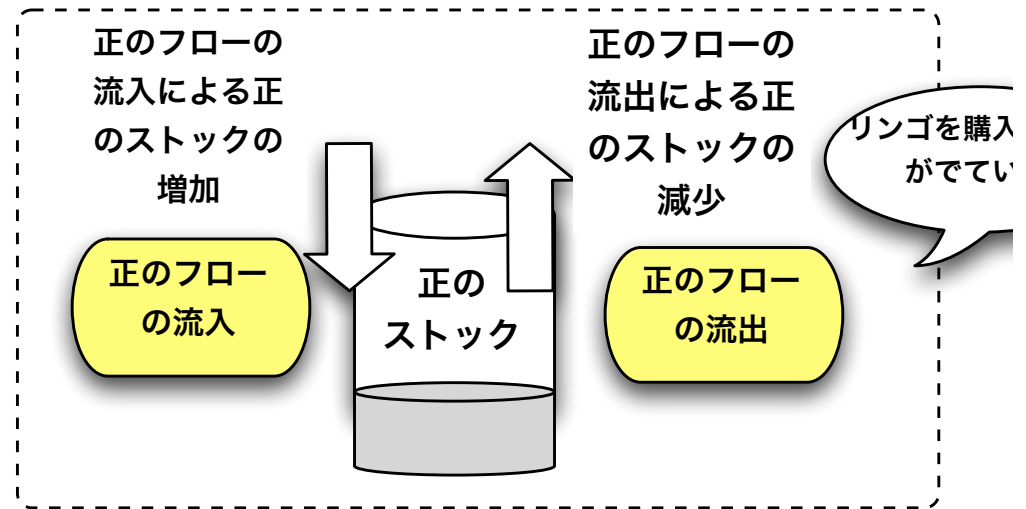 正のフローの
流入による正
のストックの
増加
正のフロー
の流入
正の
ストック
正のフローの
流出による正
のストックの
減少
正のフロー
の流出
リンゴを購入
がでてい